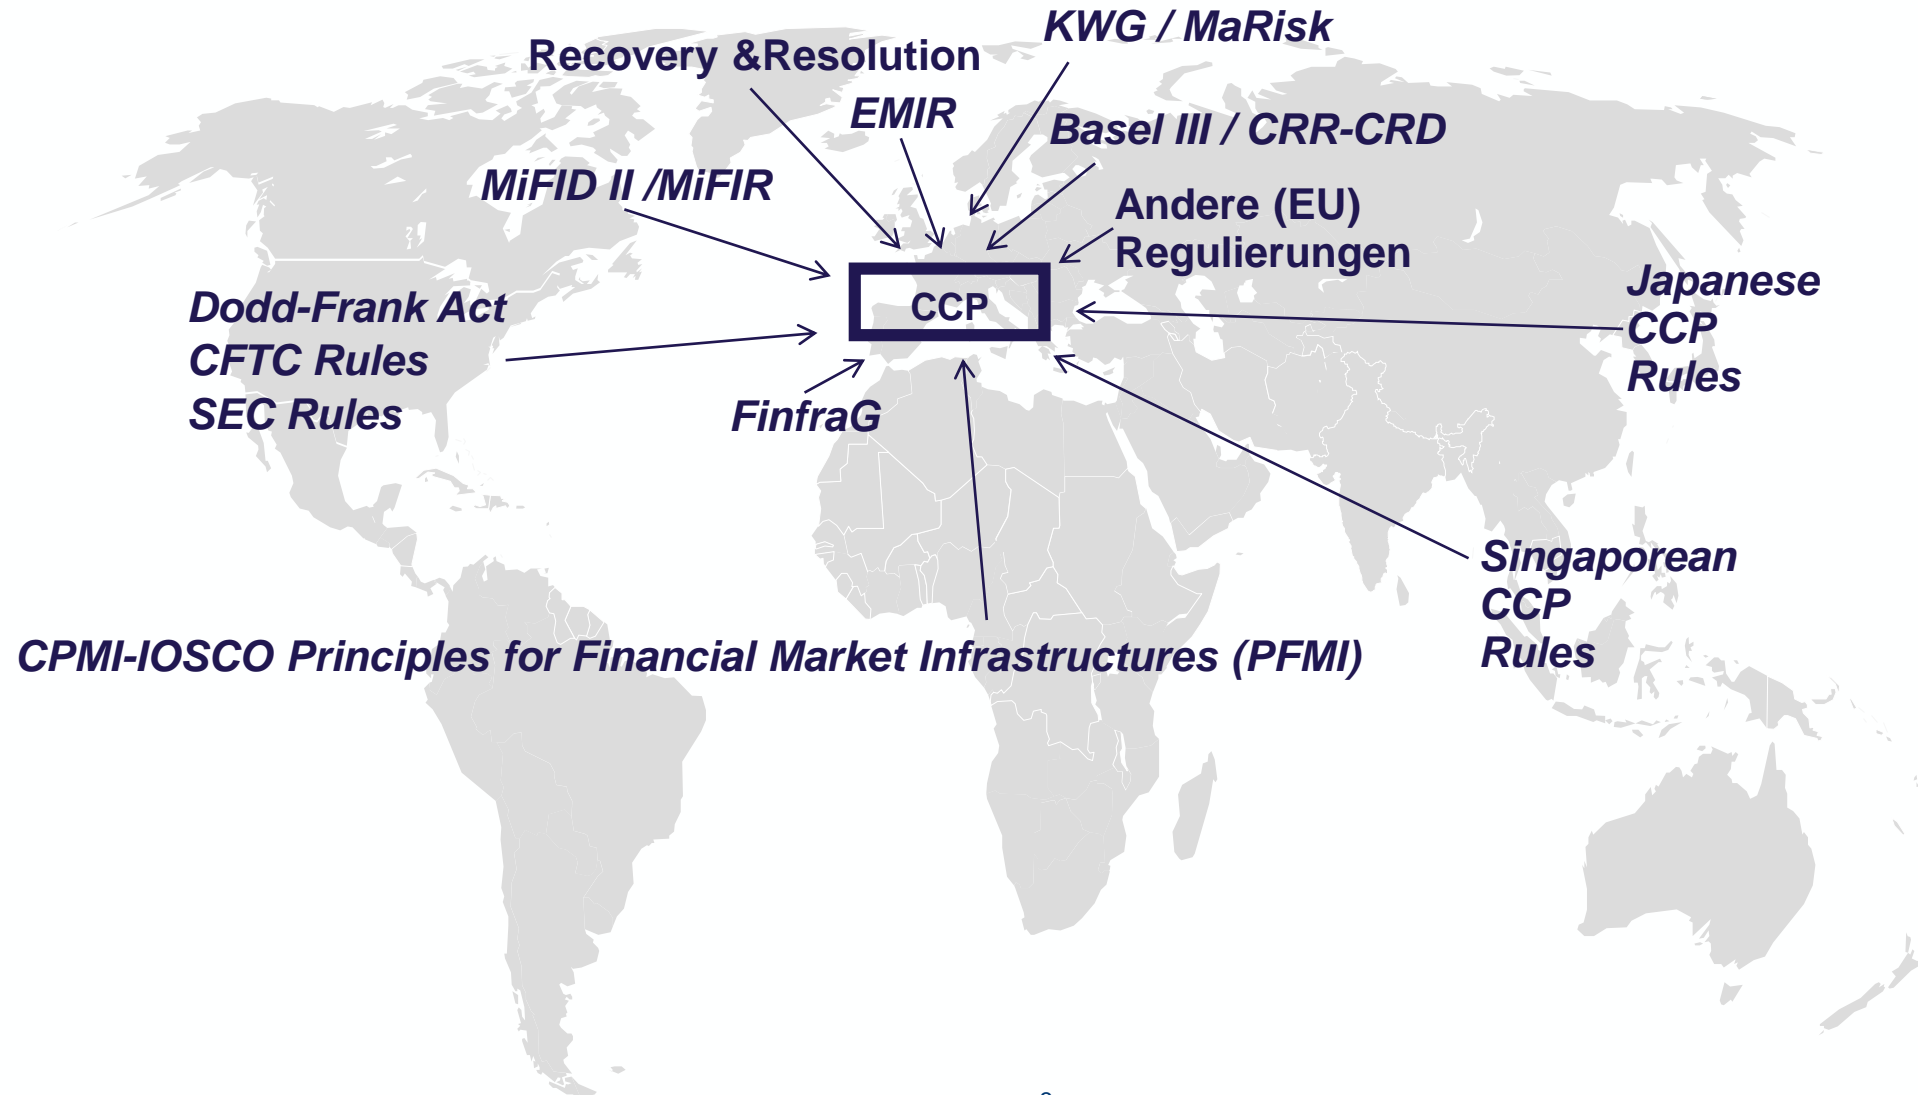 KWG / MaRisk
Recovery &Resolution
EMIR
Basel III / CRR-CRD
MiFID II /MiFIR
Andere (EU)
Regulierungen
CCP
Dodd-Frank Act
CFTC Rules
SEC Rules
FinfraG
Japanese
CCP
Rules
Singaporean
CCP
Rules
CPMI-IOSCO Principles for Financial Market Infrastructures (PFMI)